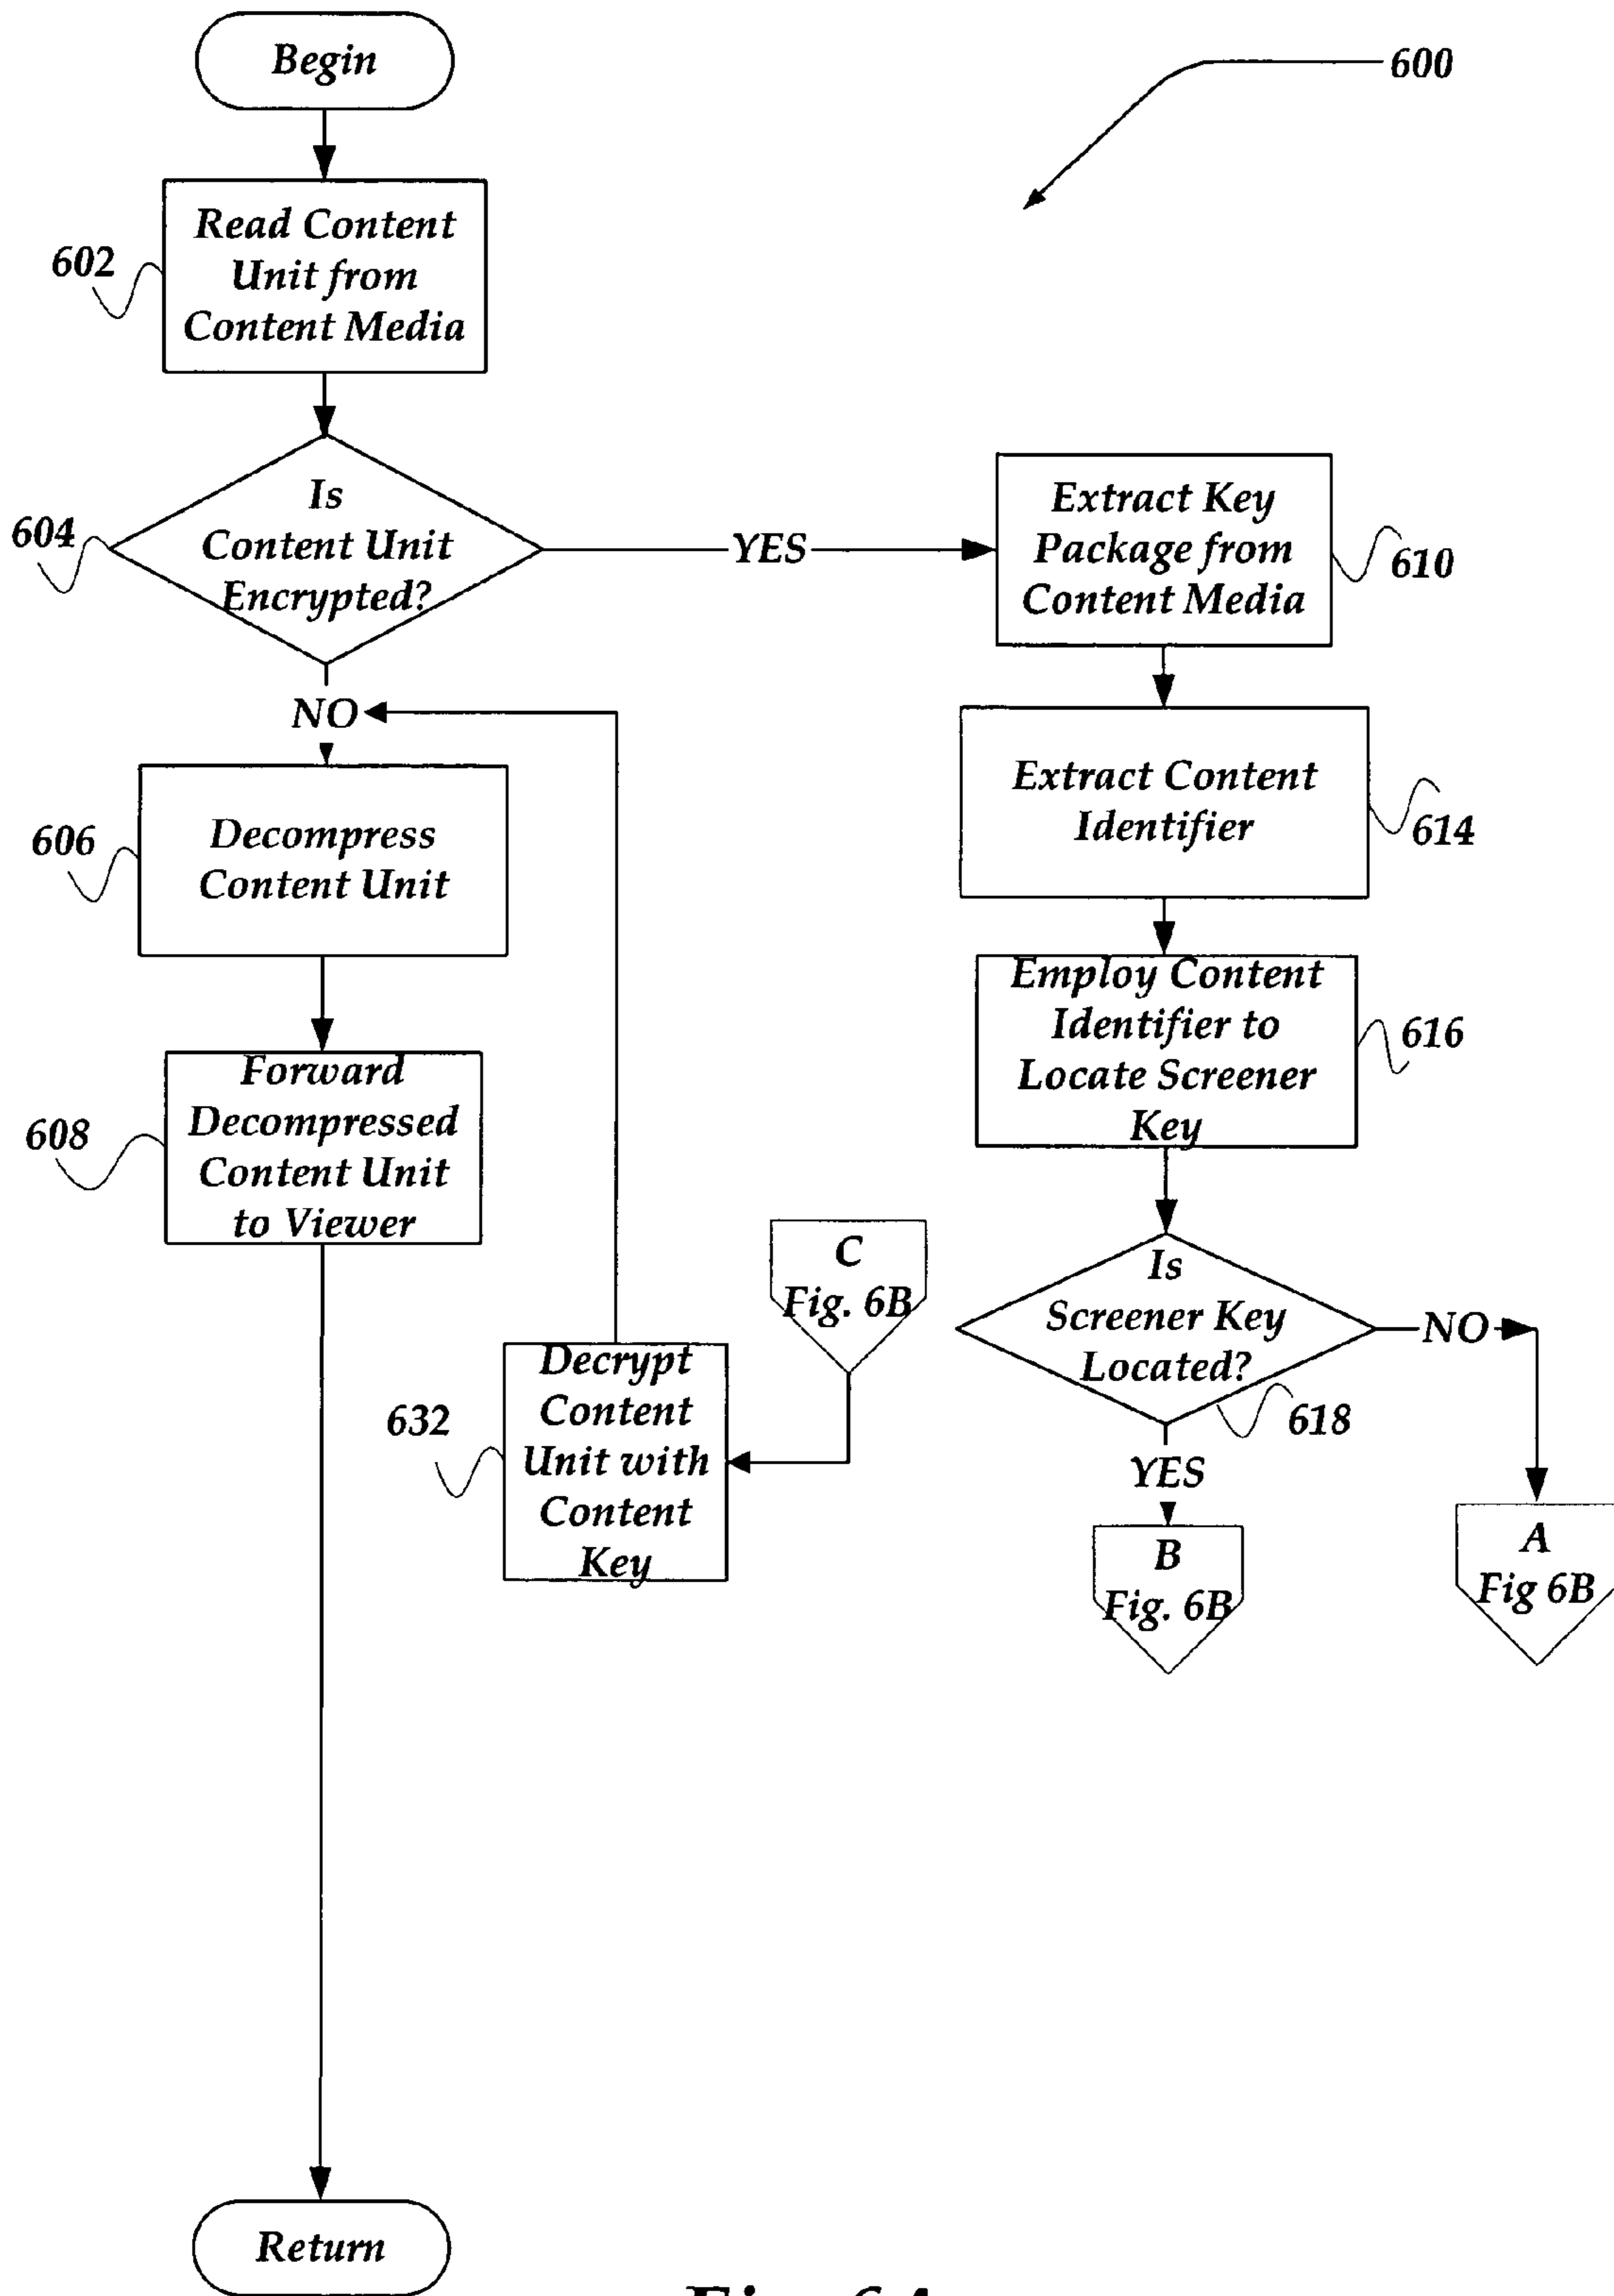 Begin
600
Read Content
Unit from
Content Media
602
Is
Content Unit
Encrypted?
604
YES
Extract Key
Package from
Content Media
610
NO
Extract Content
Identifier
614
Decompress
Content Unit
606
Employ Content
Identifier to
Locate Screener
Key
616
Forward
Decompressed
Content Unit
to Viewer
608
C
Fig. 6B
Is
Screener Key
Located?
618
NO
YES
Decrypt
Content
Unit with
Content
Key
632
B
Fig. 6B
A
Fig 6B
Return
Fig. 6A